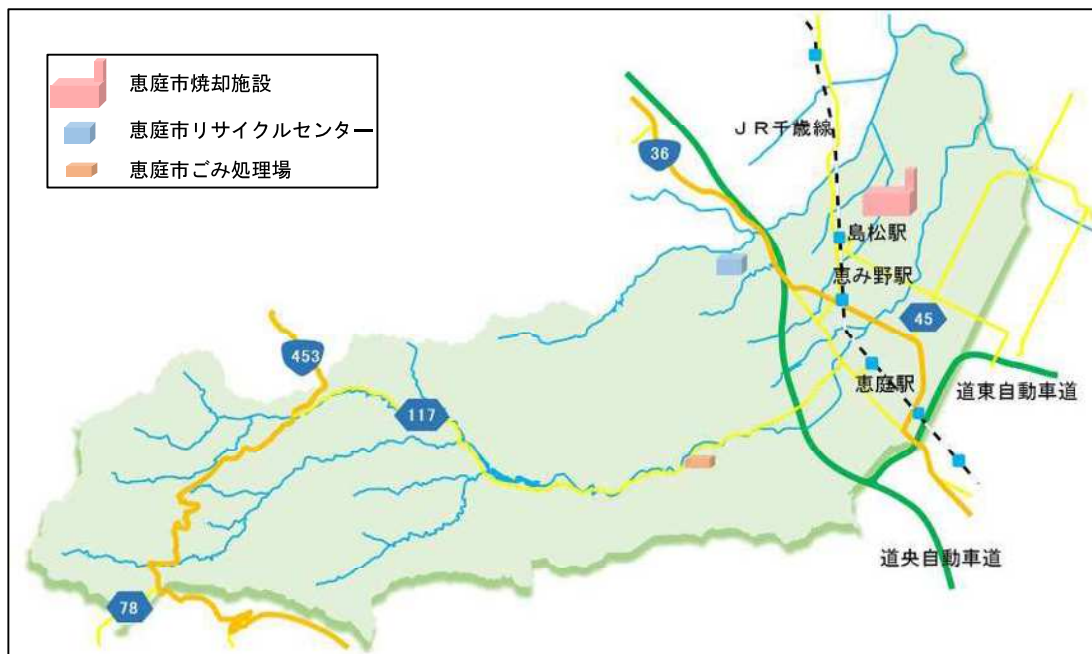 恵庭市焼却施設
恵庭市リサイクルセンター
恵庭市ごみ処理場
JR千歳線
36
島松駅
恵み野駅
45
453
恵庭駅
道東自動車道
117
道央自動車道
78